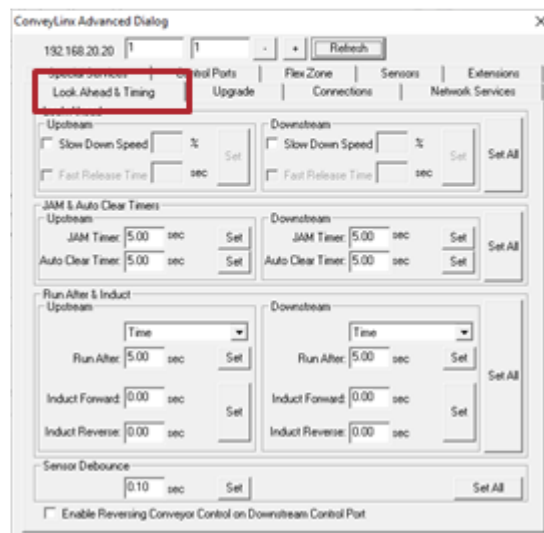 ConveyLinx Advanced Dialog
192.168.20.20 1 1 - + Refresh
Special Services Control Ports Flex Zone Sensors Extensions
Look Ahead & Timing Upgrade Connections Network Services
Look Ahead
Upstream Downstream
Slow Down Speed % Set Slow Down Speed % Set Set All
Fast Release Time sec Fast Release Time sec
JAM & Auto Clear Timers
Upstream Downstream
JAM Timer: 5.00 sec Set JAM Timer: 5.00 sec Set Set All
Auto Clear Timer: 5.00 sec Set Auto Clear Timer: 5.00 sec Set
Run After & Induct
Upstream Downstream
Time Time
Run After: 5.00 sec Set Run After: 5.00 sec Set Set All
Induct Forward: 0.00 sec Set Induct Forward: 0.00 sec Set
Induct Reverse: 0.00 sec Induct Reverse: 0.00 sec
Sensor Debounce
0.10 sec Set Set All
Enable Reversing Conveyor Control on Downstream Control Port